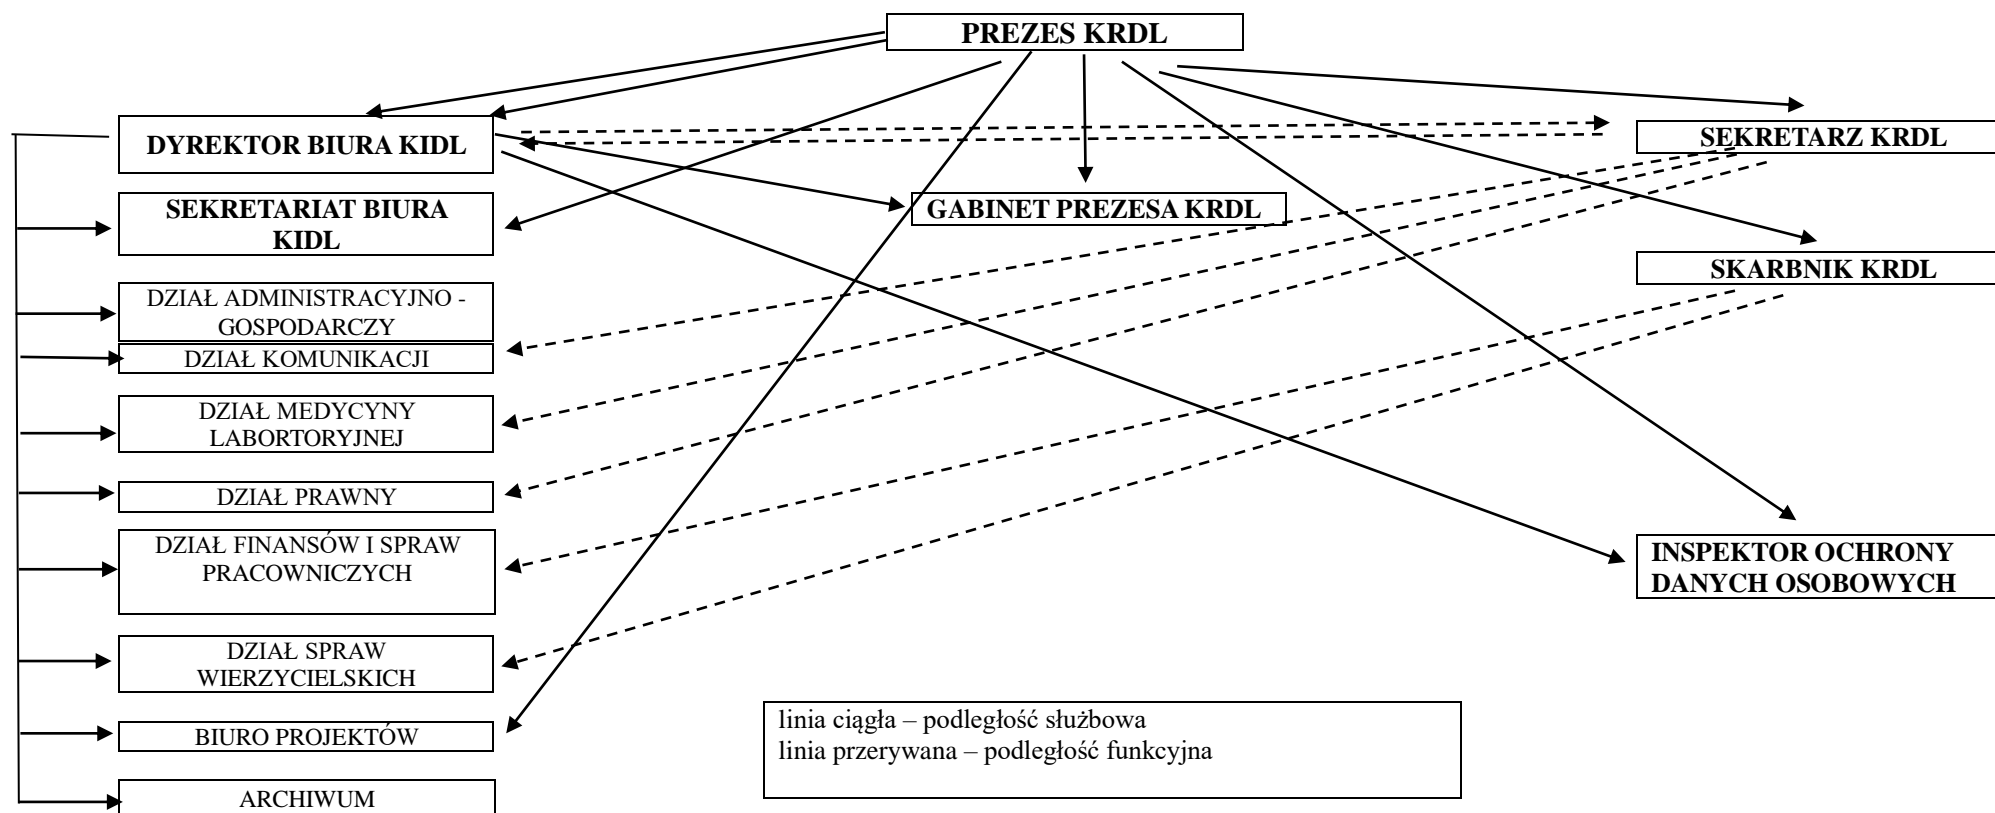 PREZES KRDL
DYREKTOR BIURA KIDL
SEKRETARZ KRDL
SEKRETARIAT BIURA
KIDL
GABINET PREZESA KRDL
SKARBNIK KRDL
DZIAŁ ADMINISTRACYJNO -
GOSPODARCZY
DZIAŁ KOMUNIKACJI
DZIAŁ MEDYCYNY
LABORTORYJNEJ
DZIAŁ PRAWNY
DZIAŁ FINANSÓW I SPRAW
PRACOWNICZYCH
INSPEKTOR OCHRONY
DANYCH OSOBOWYCH
DZIAŁ SPRAW
WIERZYCIELSKICH
BIURO PROJEKTÓW
ARCHIWUM
linia ciągła – podległość służbowa
linia przerywana – podległość funkcyjna